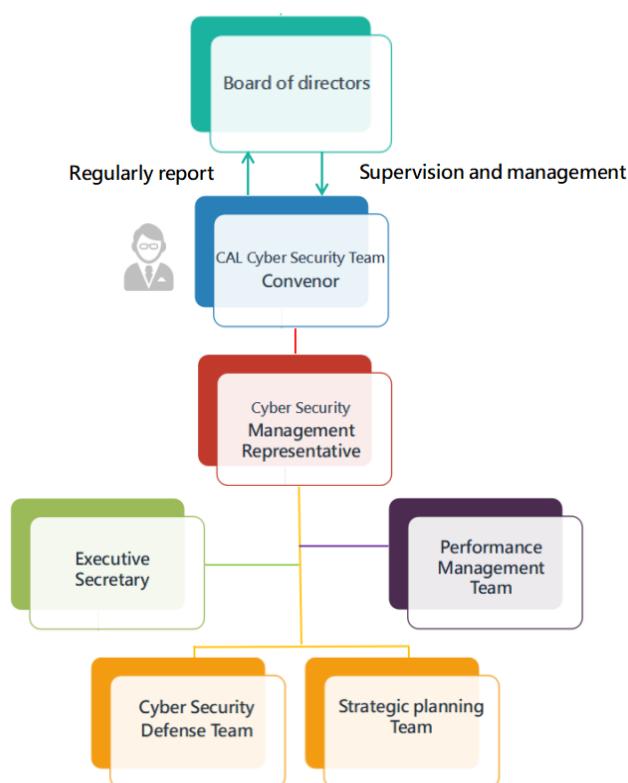 Board of directors
Regularly report
Supervision and management
CAL Cyber Security Team
Convenor
Cyber Security
Management
Representative
Executive
Secretary
Performance
Management
Team
Cyber Security
Defense Team
Strategic planning
Team